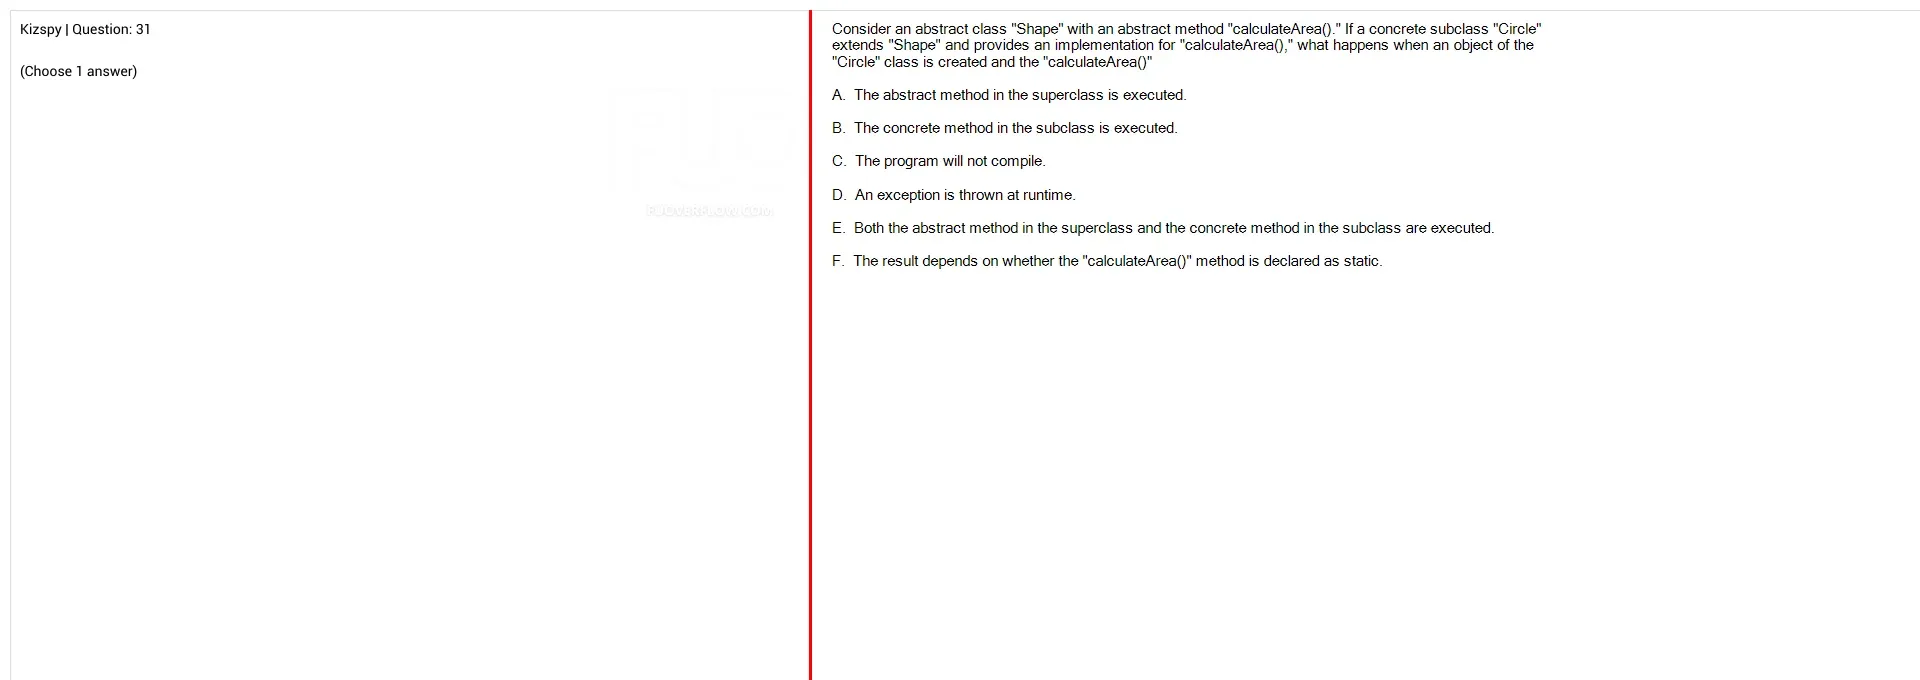 Kizspy | Question: 31
(Choose 1 answer)
FUOVERFLOW.COM
Consider an abstract class "Shape" with an abstract method "calculateArea()." If a concrete subclass "Circle"
extends "Shape" and provides an implementation for "calculateArea()," what happens when an object of the
"Circle" class is created and the "calculateArea()"
A. The abstract method in the superclass is executed.
B. The concrete method in the subclass is executed.
C. The program will not compile.
D. An exception is thrown at runtime.
E. Both the abstract method in the superclass and the concrete method in the subclass are executed.
F. The result depends on whether the "calculateArea()" method is declared as static.